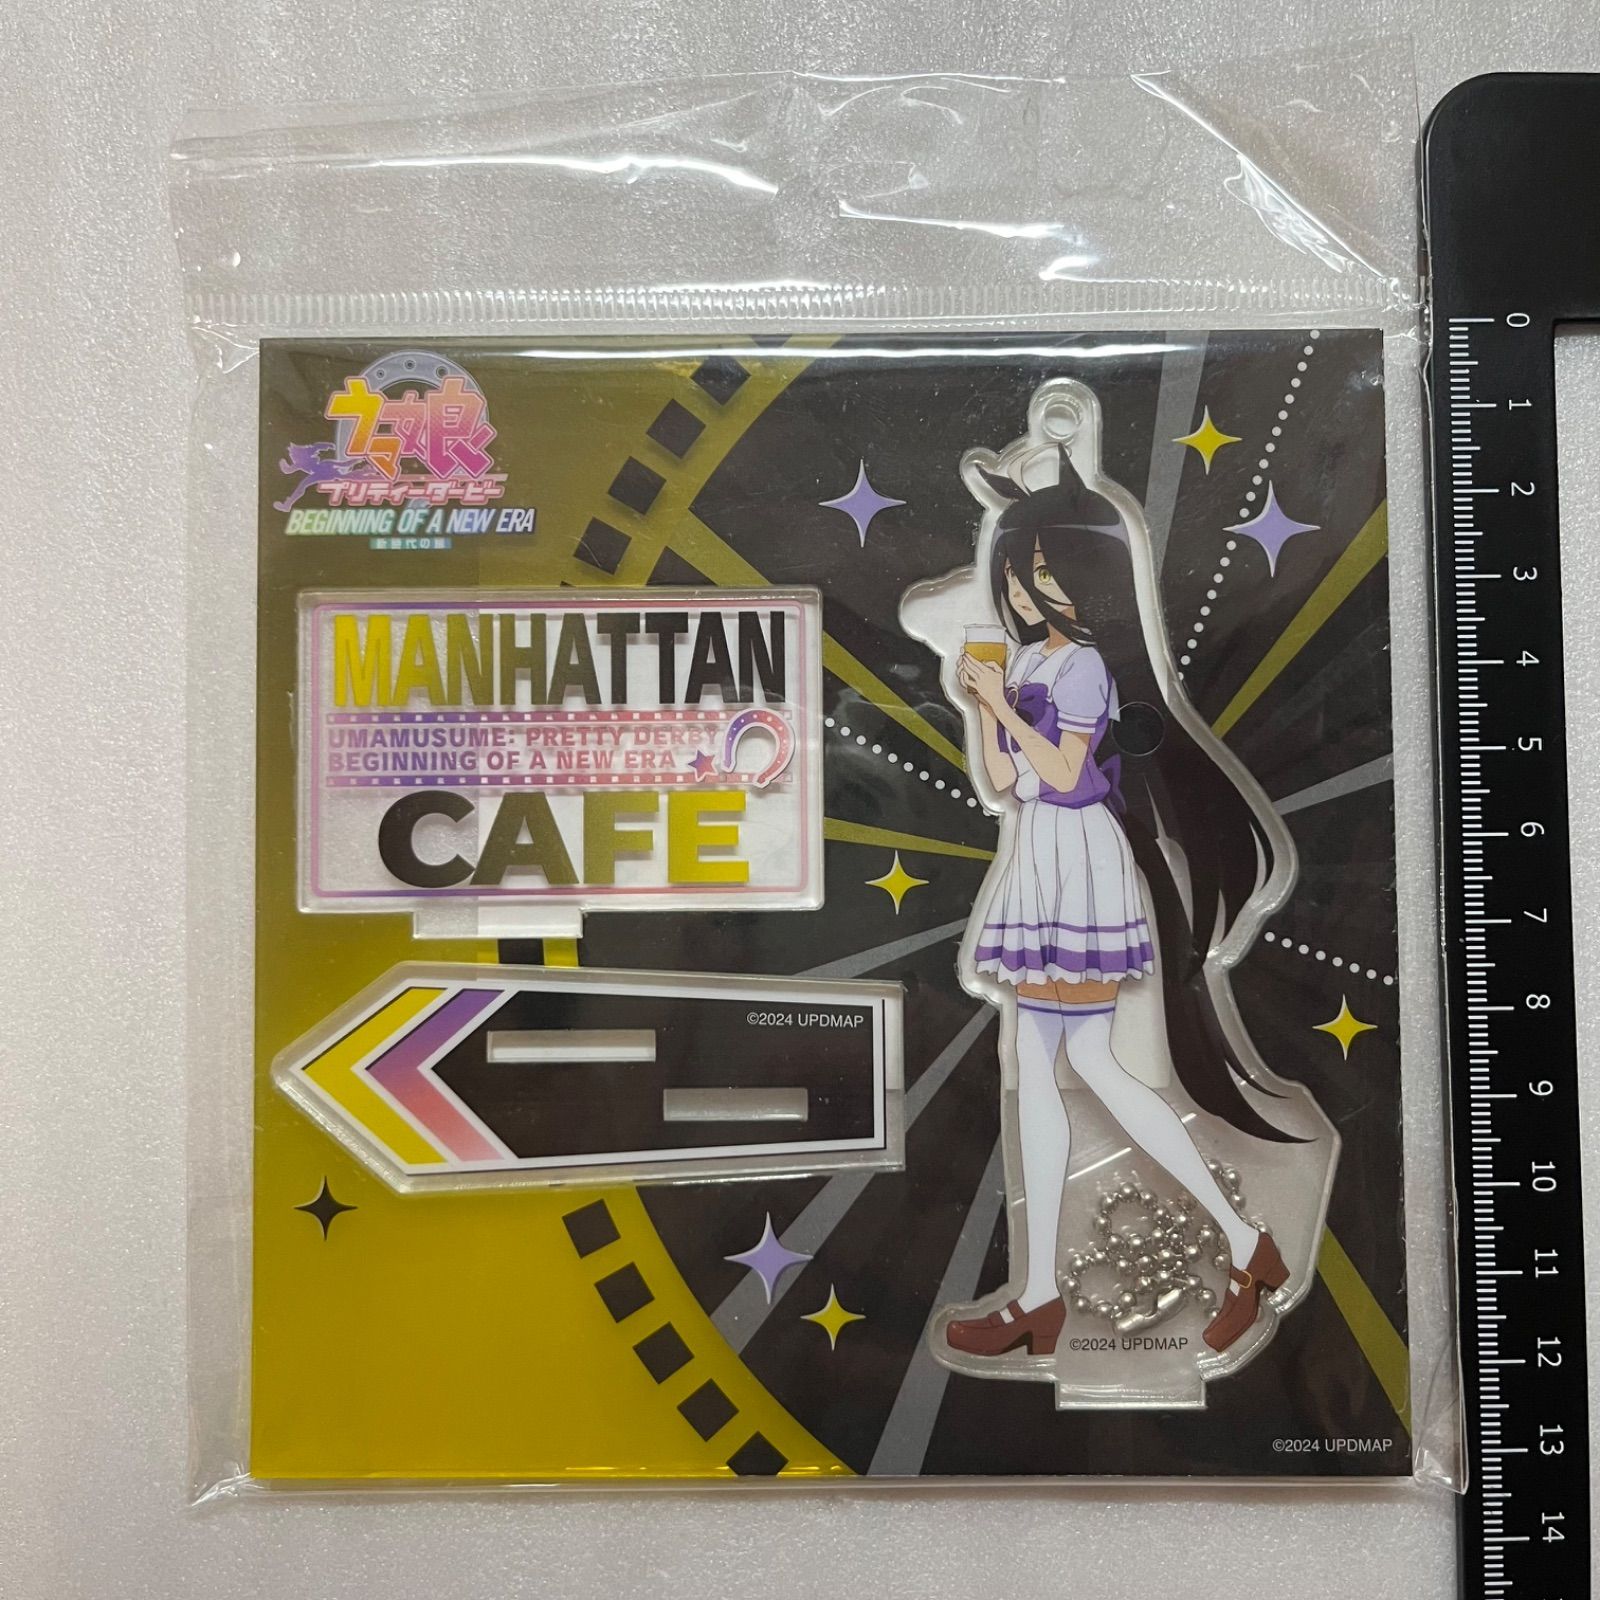 ウマ娘
プリティーダービー
BEGINNING OF A NEW ERA
新時代の扉
MANHATTAN
UMAMUSUME: PRETTY DERBY
BEGINNING OF A NEW ERA
CAFE
©2024 UPDMAP
©2024 UPDMAP
©2024 UPDMAP
0
1
2
3
4
5
6
7
8
9
10
11
12
13
14